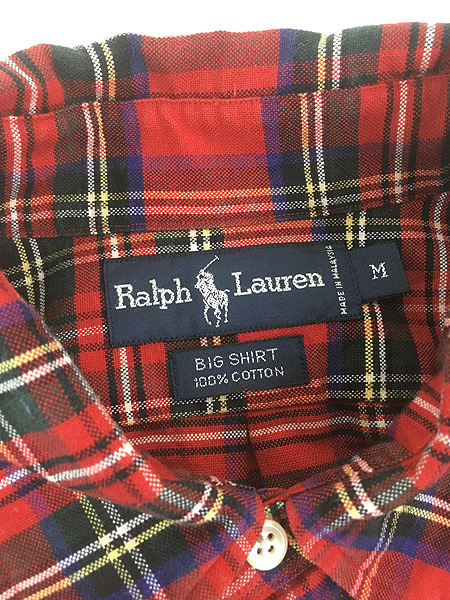 Ralph Lauren
MADE IN MALAYSIA
M
BIG SHIRT
100% COTTON